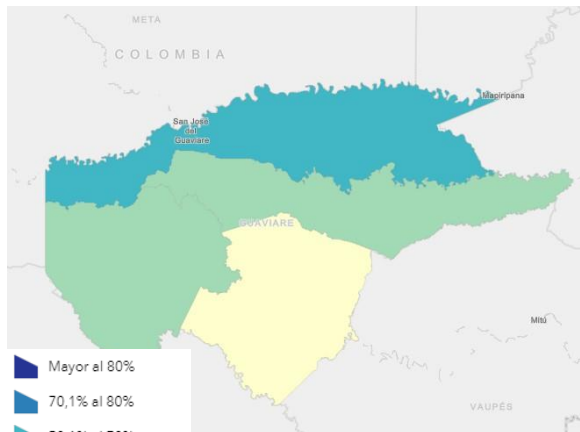 META
COLOMBIA
Mapiripana
San José
del
Guaviare
GUAVIARE
Mitú
Mayor al 80%
70,1% al 80%
VAUPÉS